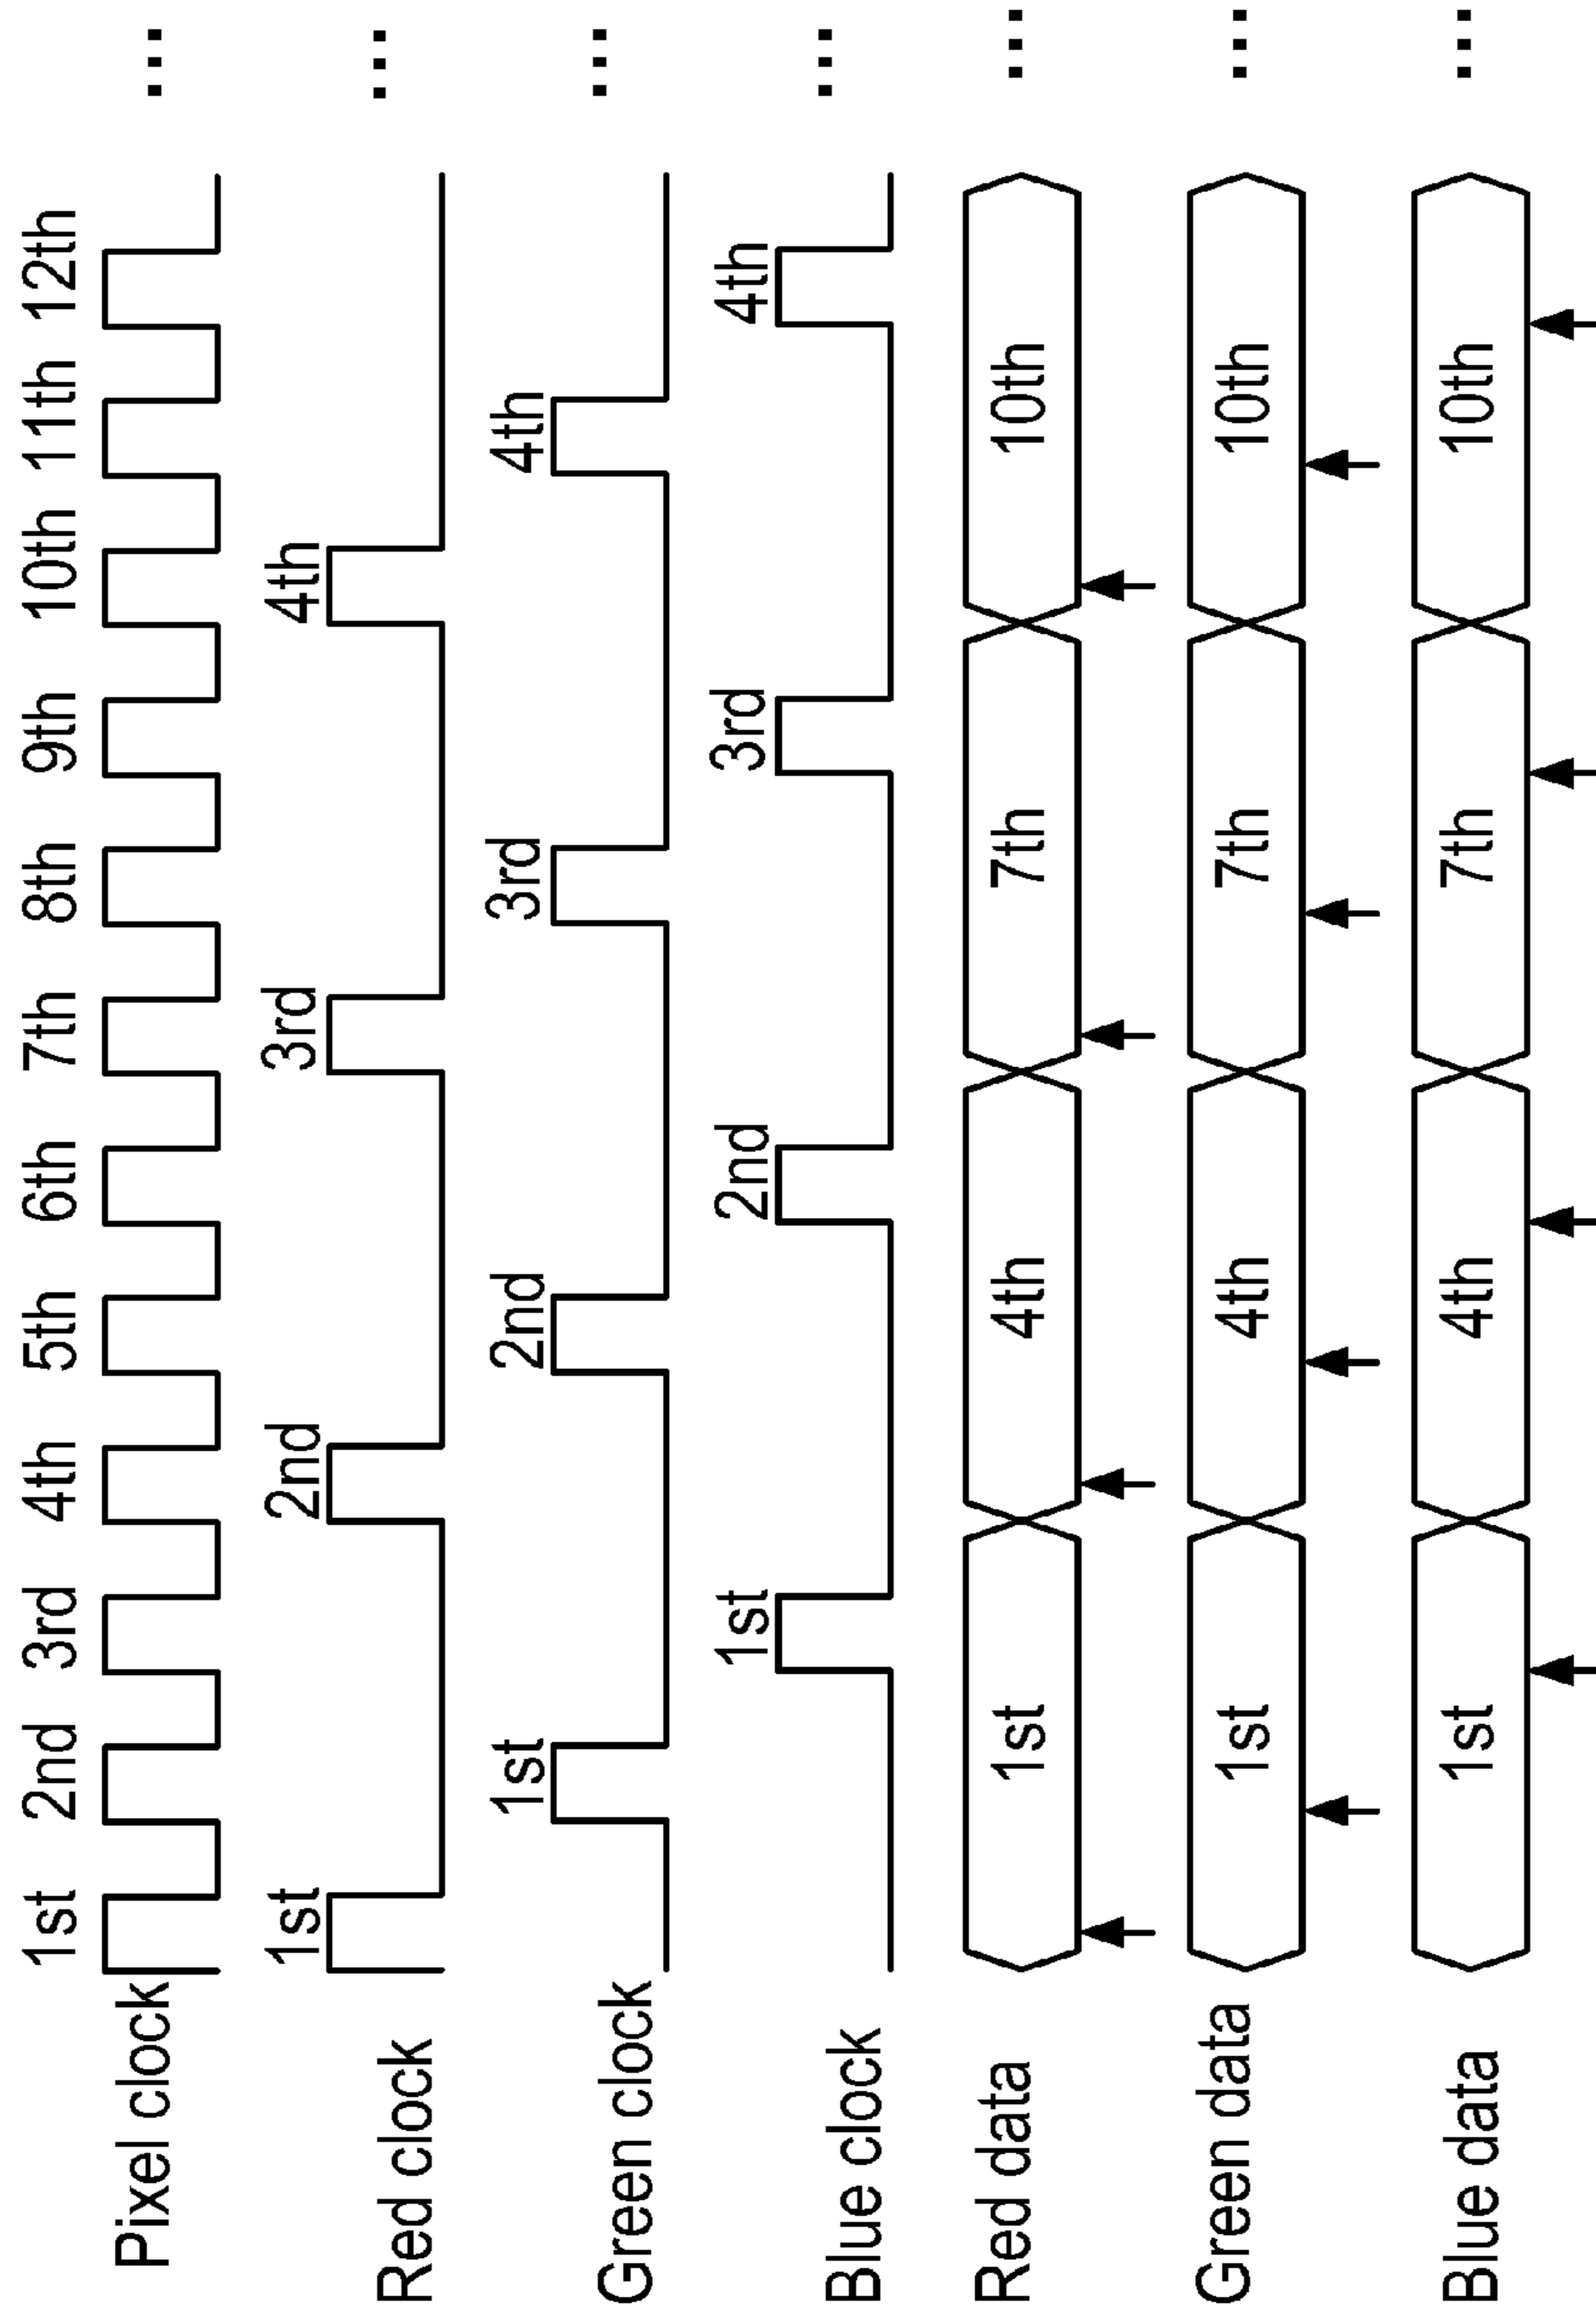 Pixel clock 1st 2nd 3rd 4th 5th 6th 7th 8th 9th 10th 11th 12th ...
Red clock 1st 2nd 3rd 4th ...
Green clock 1st 2nd 3rd 4th ...
Blue clock 1st 2nd 3rd 4th ...
Red data 1st 4th 7th 10th ...
Green data 1st 4th 7th 10th ...
Blue data 1st 4th 7th 10th ...